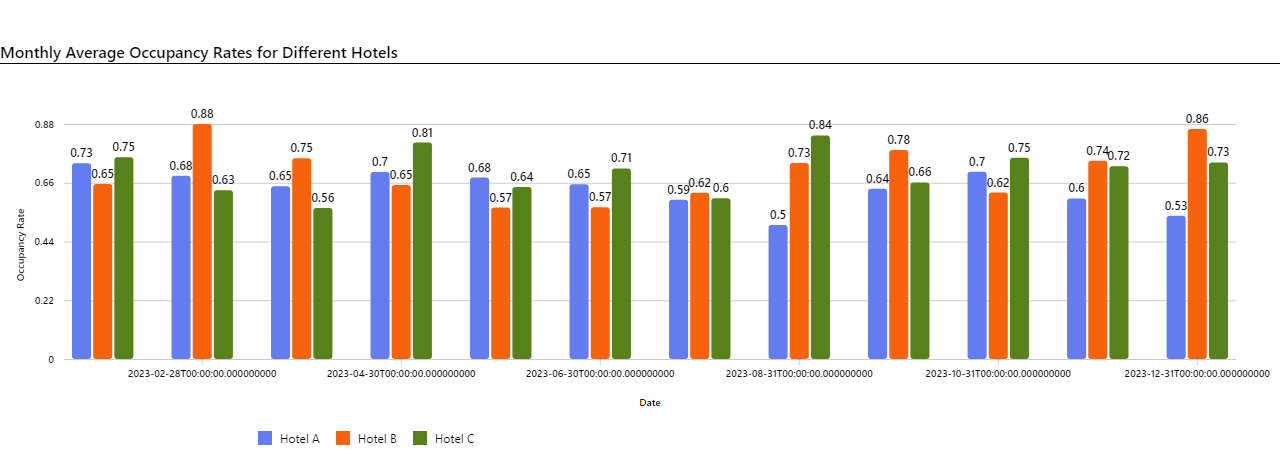 Monthly Average Occupancy Rates for Different Hotels
0.88
0.66
0.44
0.22
0
Occupancy Rate
0.73 0.65 0.75
0.68 0.88 0.63
0.65 0.75 0.56
0.7 0.65 0.81
0.68 0.57 0.64
0.65 0.57 0.71
0.59 0.62 0.6
0.5 0.73 0.84
0.64 0.78 0.66
0.7 0.62 0.75
0.6 0.74 0.72
0.53 0.86 0.73
2023-02-28T00:00:00.000000000 2023-04-30T00:00:00.000000000 2023-06-30T00:00:00.000000000 2023-08-31T00:00:00.000000000 2023-10-31T00:00:00.000000000 2023-12-31T00:00:00.000000000
Date
Hotel A Hotel B Hotel C